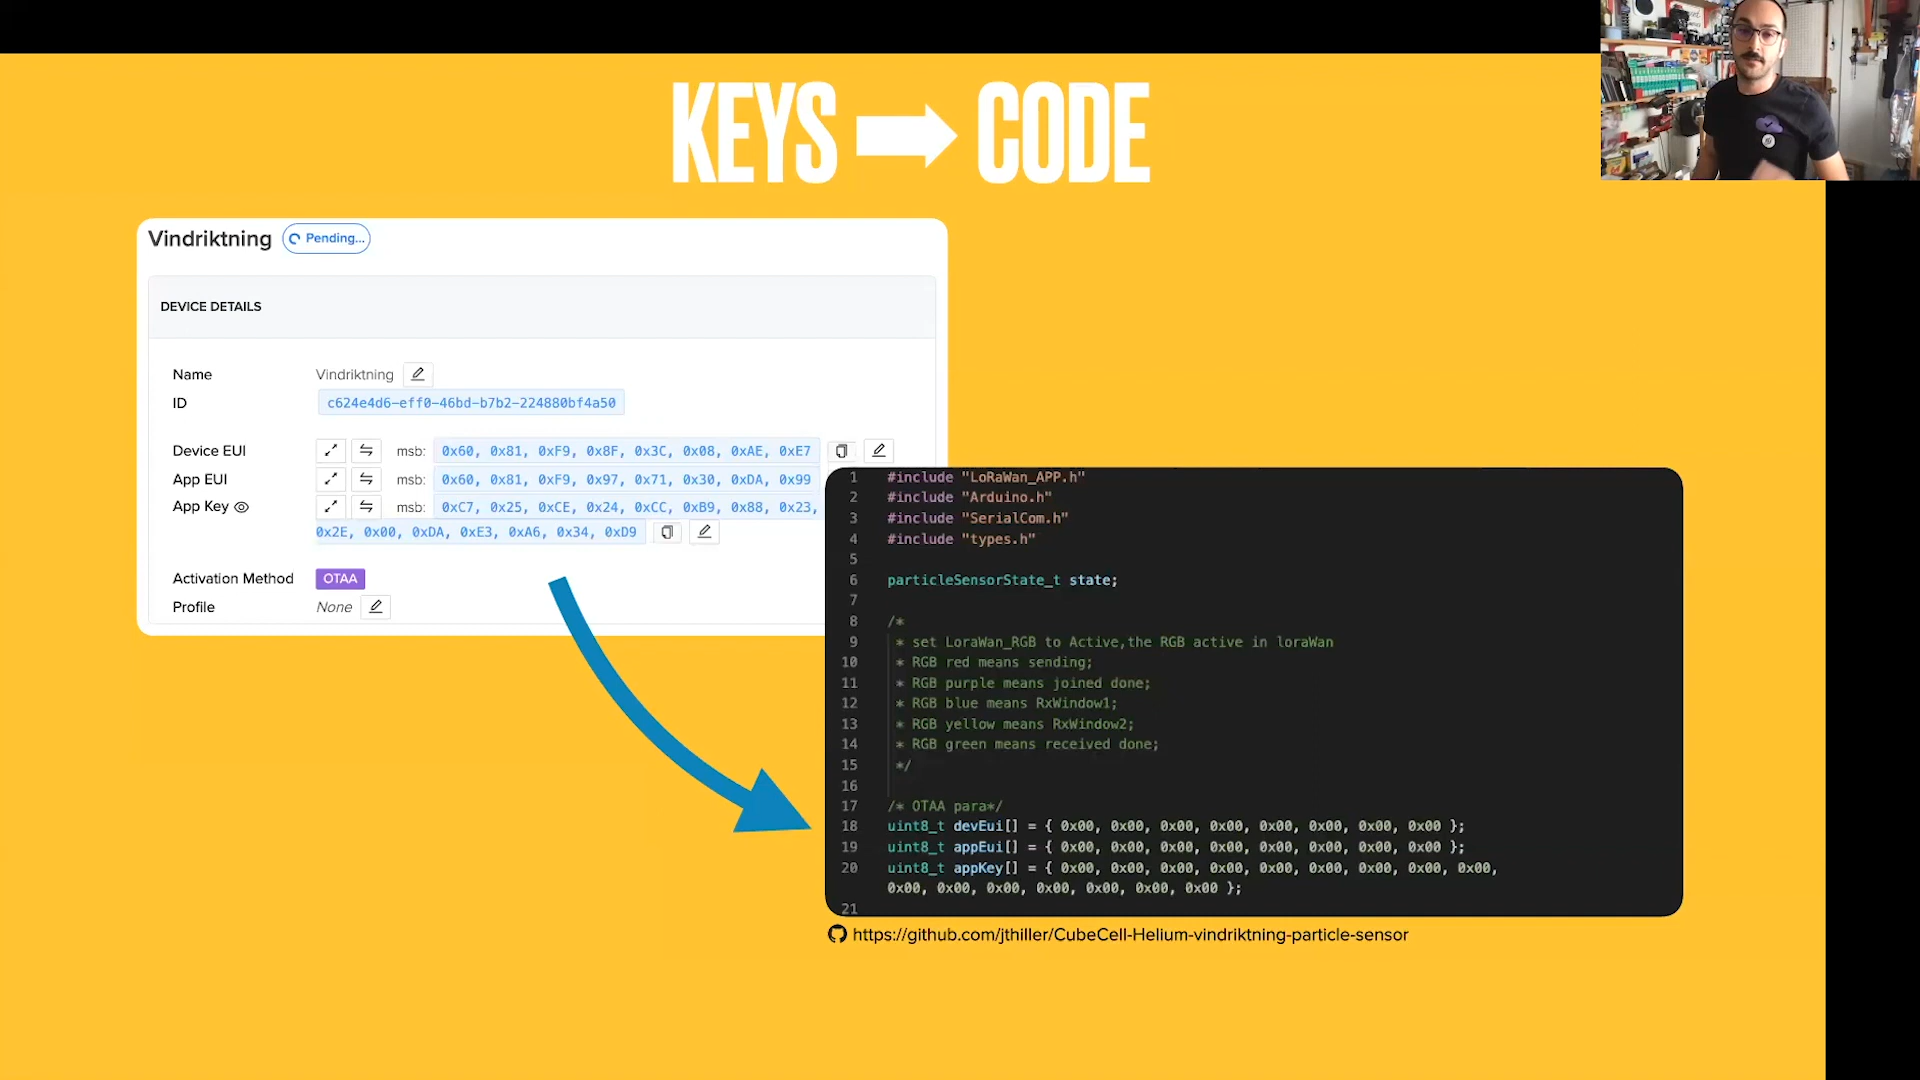 KEYS CODE
Vindriktning Pending...
DEVICE DETAILS
Name Vindriktning
ID c624e4d6-eff0-46bd-b7b2-224880bf4a50
Device EUI msb: 0x60, 0x81, 0xF9, 0x8F, 0x3C, 0x08, 0xAE, 0xE7
App EUI msb: 0x60, 0x81, 0xF9, 0x97, 0x71, 0x30, 0xDA, 0x99
App Key msb: 0xC7, 0x25, 0xCE, 0x24, 0xCC, 0xB9, 0x88, 0x23,
0x2E, 0x00, 0xDA, 0xE3, 0xA6, 0x34, 0xD9
Activation Method OTAA
Profile None
1 #include "LoRaWan_APP.h"
2 #include "Arduino.h"
3 #include "SerialCom.h"
4 #include "types.h"
5
6 particleSensorState_t state;
7
8 /*
9 * set LoraWan_RGB to Active,the RGB active in loraWan
10 * RGB red means sending;
11 * RGB purple means joined done;
12 * RGB blue means RxWindow1;
13 * RGB yellow means RxWindow2;
14 * RGB green means received done;
15 */
16
17 /* OTAA para*/
18 uint8_t devEui[] = { 0x00, 0x00, 0x00, 0x00, 0x00, 0x00, 0x00, 0x00 };
19 uint8_t appEui[] = { 0x00, 0x00, 0x00, 0x00, 0x00, 0x00, 0x00, 0x00 };
20 uint8_t appKey[] = { 0x00, 0x00, 0x00, 0x00, 0x00, 0x00, 0x00, 0x00, 0x00,
0x00, 0x00, 0x00, 0x00, 0x00, 0x00, 0x00 };
21
https://github.com/jthiller/CubeCell-Helium-vindriktning-particle-sensor